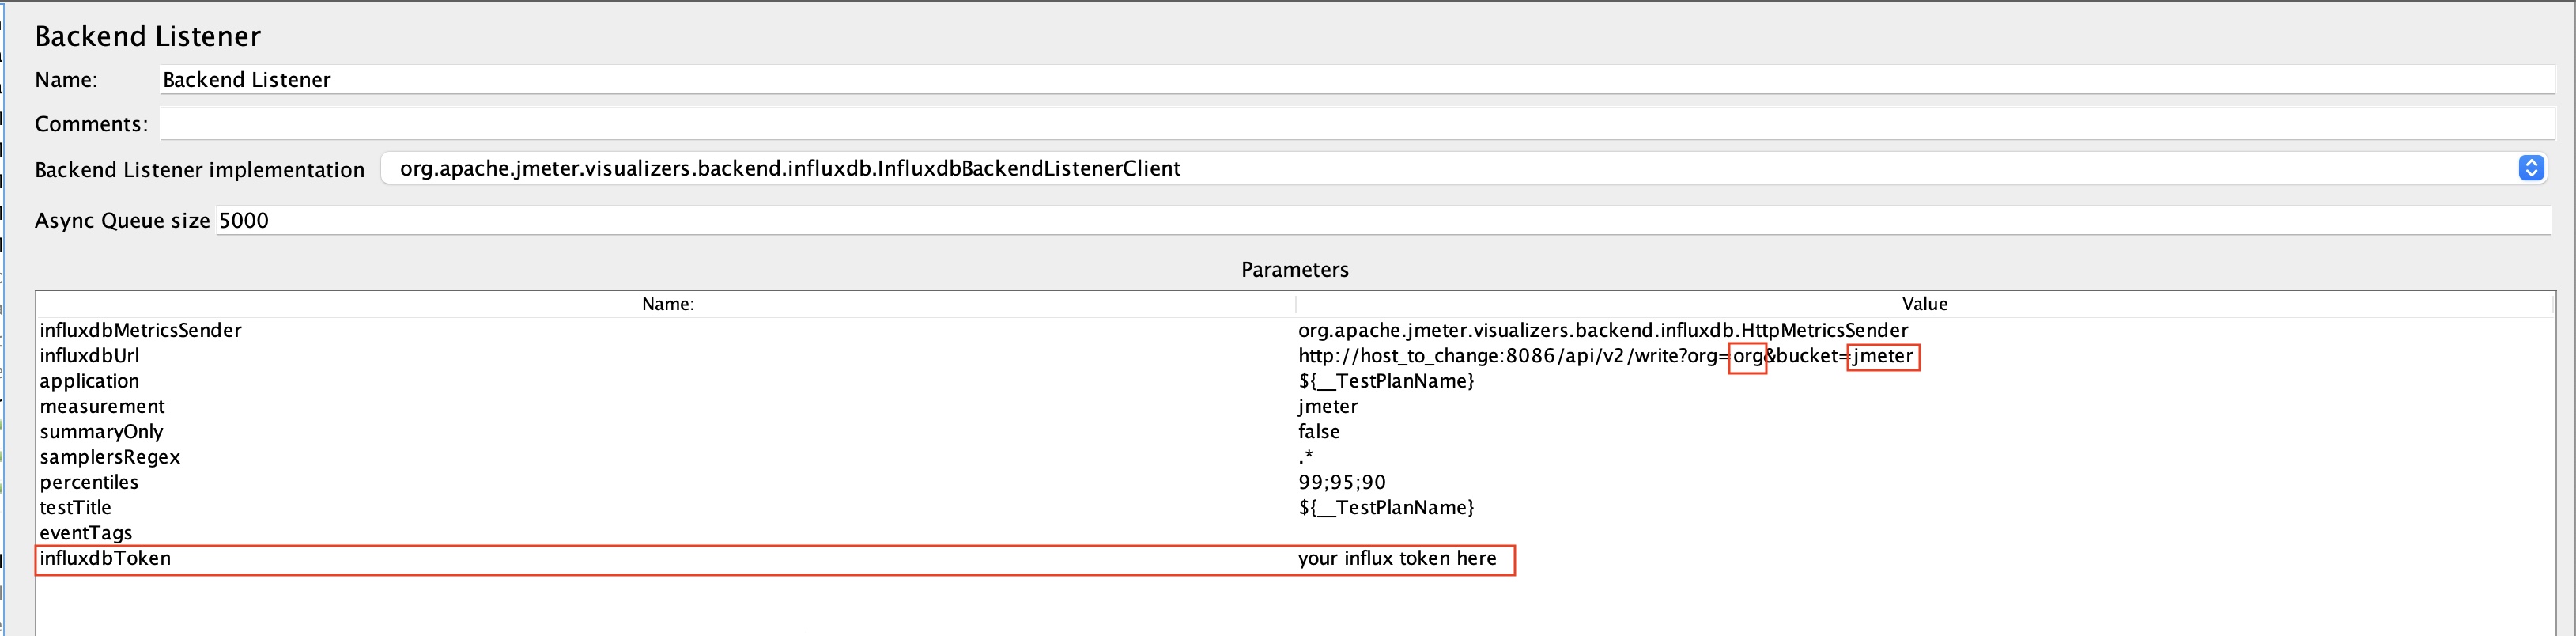 Backend Listener
Name: Backend Listener
Comments:
Backend Listener implementation org.apache.jmeter.visualizers.backend.influxdb.InfluxdbBackendListenerClient
Async Queue size 5000
Parameters
Name: Value
influxdbMetricsSender org.apache.jmeter.visualizers.backend.influxdb.HttpMetricsSender
influxdbUrl http://host_to_change:8086/api/v2/write?org=org&bucket=jmeter
application ${__TestPlanName}
measurement jmeter
summaryOnly false
samplersRegex .*
percentiles 99;95;90
testTitle ${__TestPlanName}
eventTags
influxdbToken your influx token here